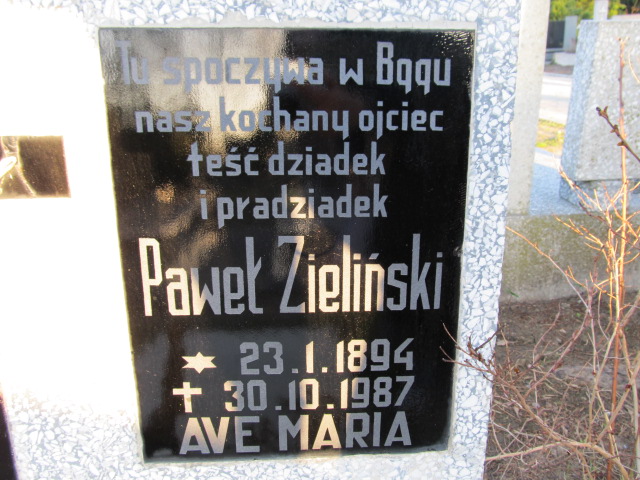 Tu spoczywa w Bogu
nasz kochany ojciec
teść dziadek
i pradziadek
Paweł Zieliński
23.1.1894
30.10.1987
AVE MARIA